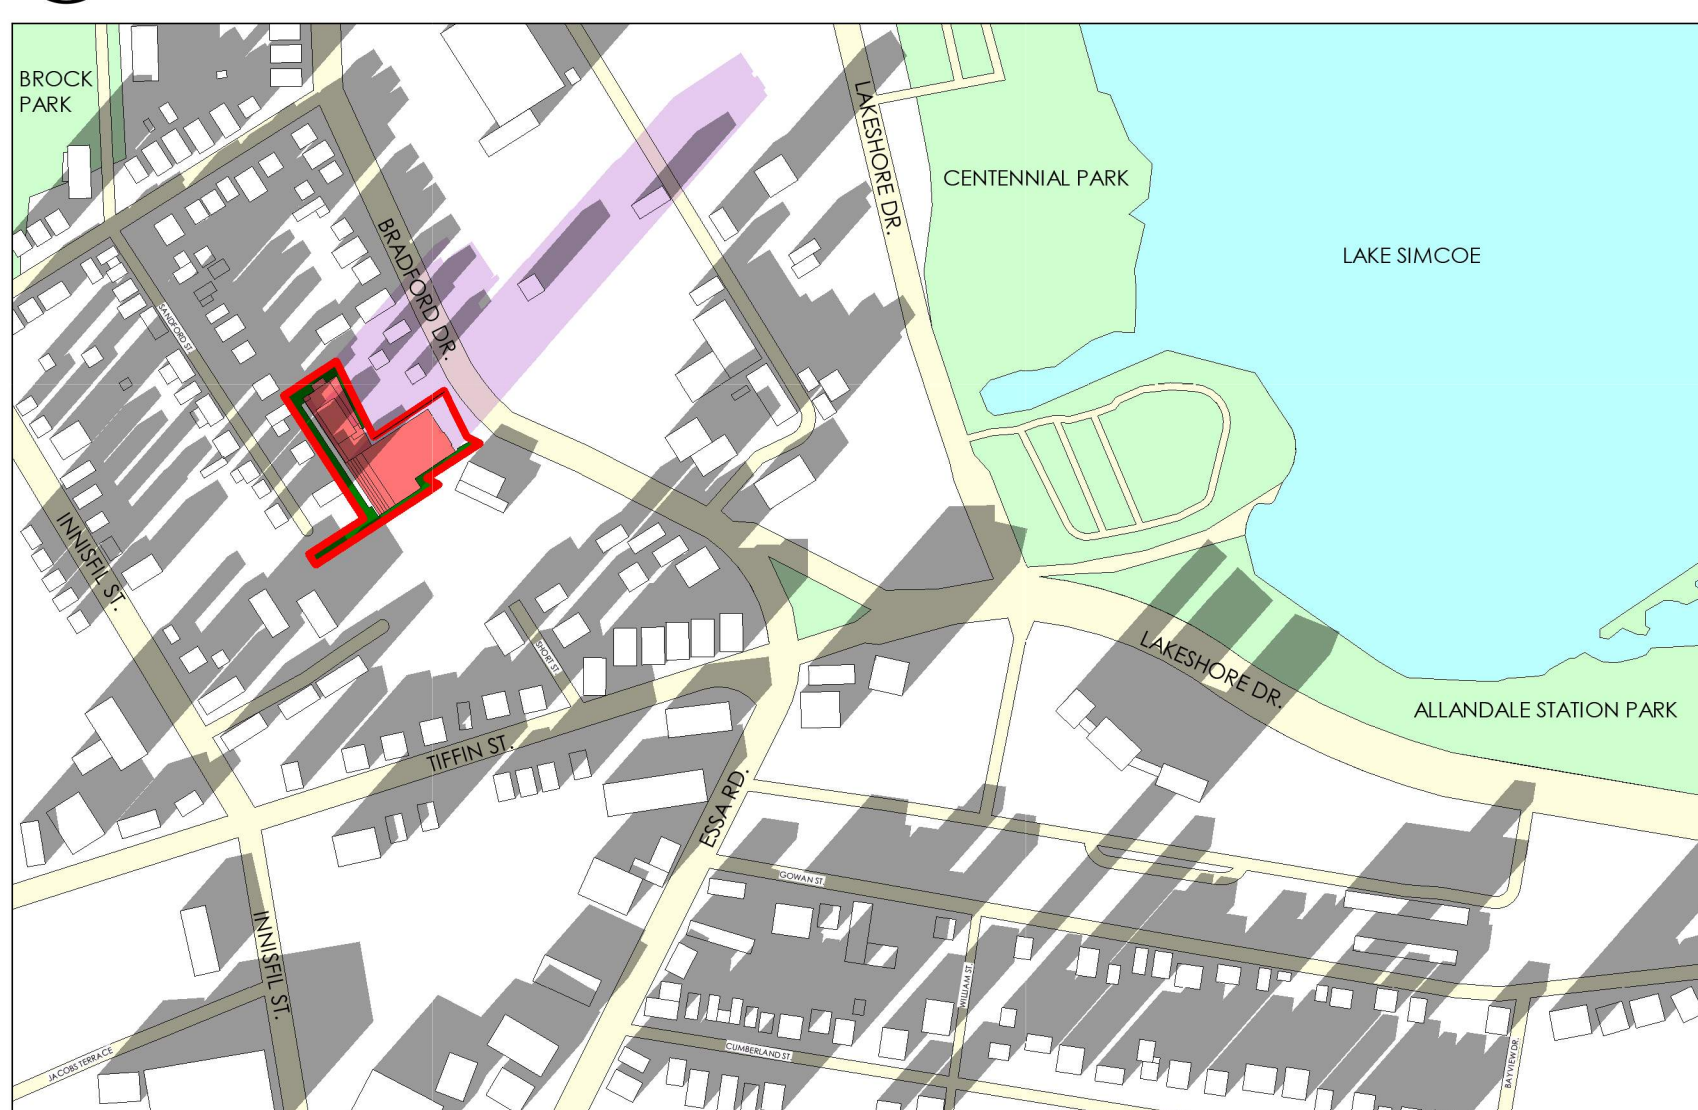 BROCK
PARK
LAKESHORE DR.
CENTENNIAL PARK
LAKE SIMCOE
BRADFORD DR.
SANDFORD ST.
INNISFIL ST.
SHORT ST.
LAKESHORE DR.
ALLANDALE STATION PARK
TIFFIN ST.
ESSA RD.
GOWAN ST.
INNISFIL ST.
WILLIAM ST.
JACOBS TERRACE
CUMBERLAND ST.
BAYVIEW DR.